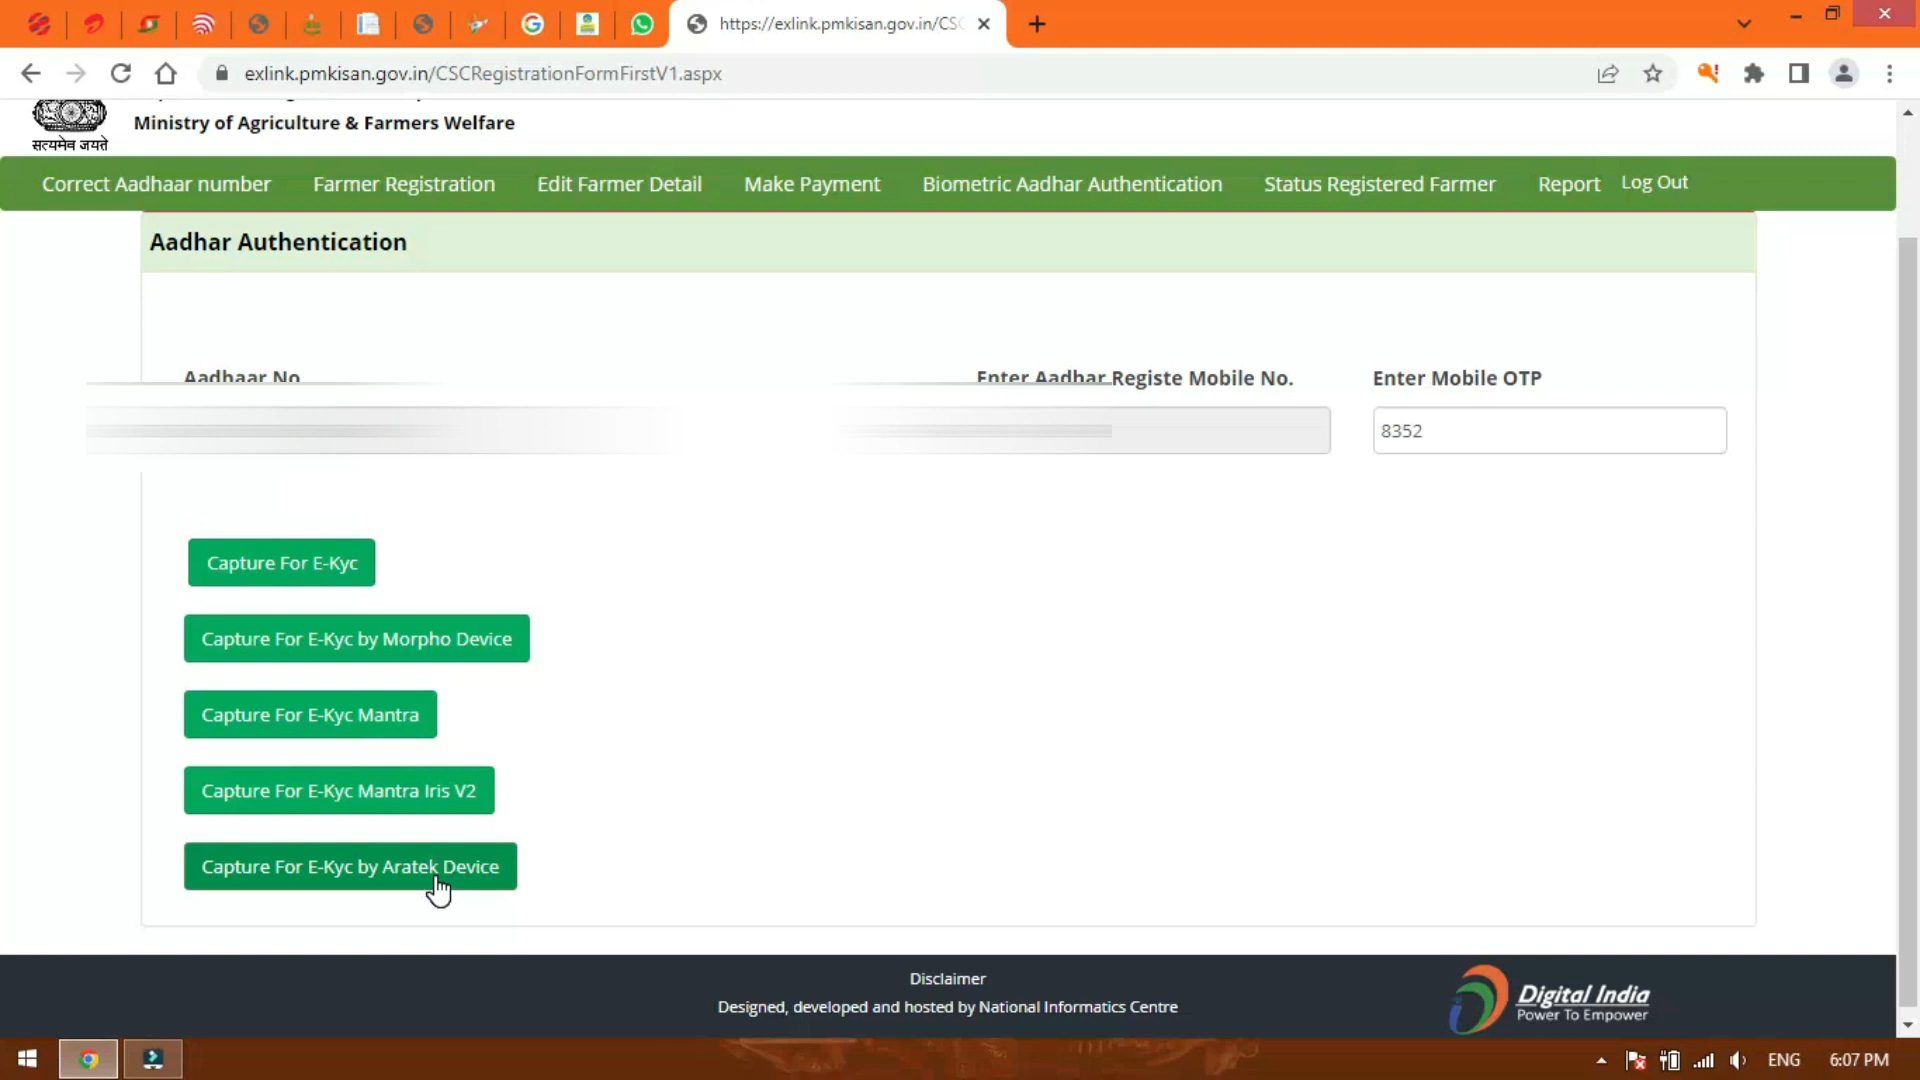 https://exlink.pmkisan.gov.in/CSC
exlink.pmkisan.gov.in/CSCRegistrationFormFirstV1.aspx
सत्यमेव जयते
Ministry of Agriculture & Farmers Welfare
Correct Aadhaar number Farmer Registration Edit Farmer Detail Make Payment Biometric Aadhar Authentication Status Registered Farmer Report Log Out
Aadhar Authentication
Aadhaar No Enter Aadhar Registe Mobile No. Enter Mobile OTP
8352
Capture For E-Kyc
Capture For E-Kyc by Morpho Device
Capture For E-Kyc Mantra
Capture For E-Kyc Mantra Iris V2
Capture For E-Kyc by Aratek Device
Disclaimer
Designed, developed and hosted by National Informatics Centre
Digital India
Power To Empower
ENG 6:07 PM